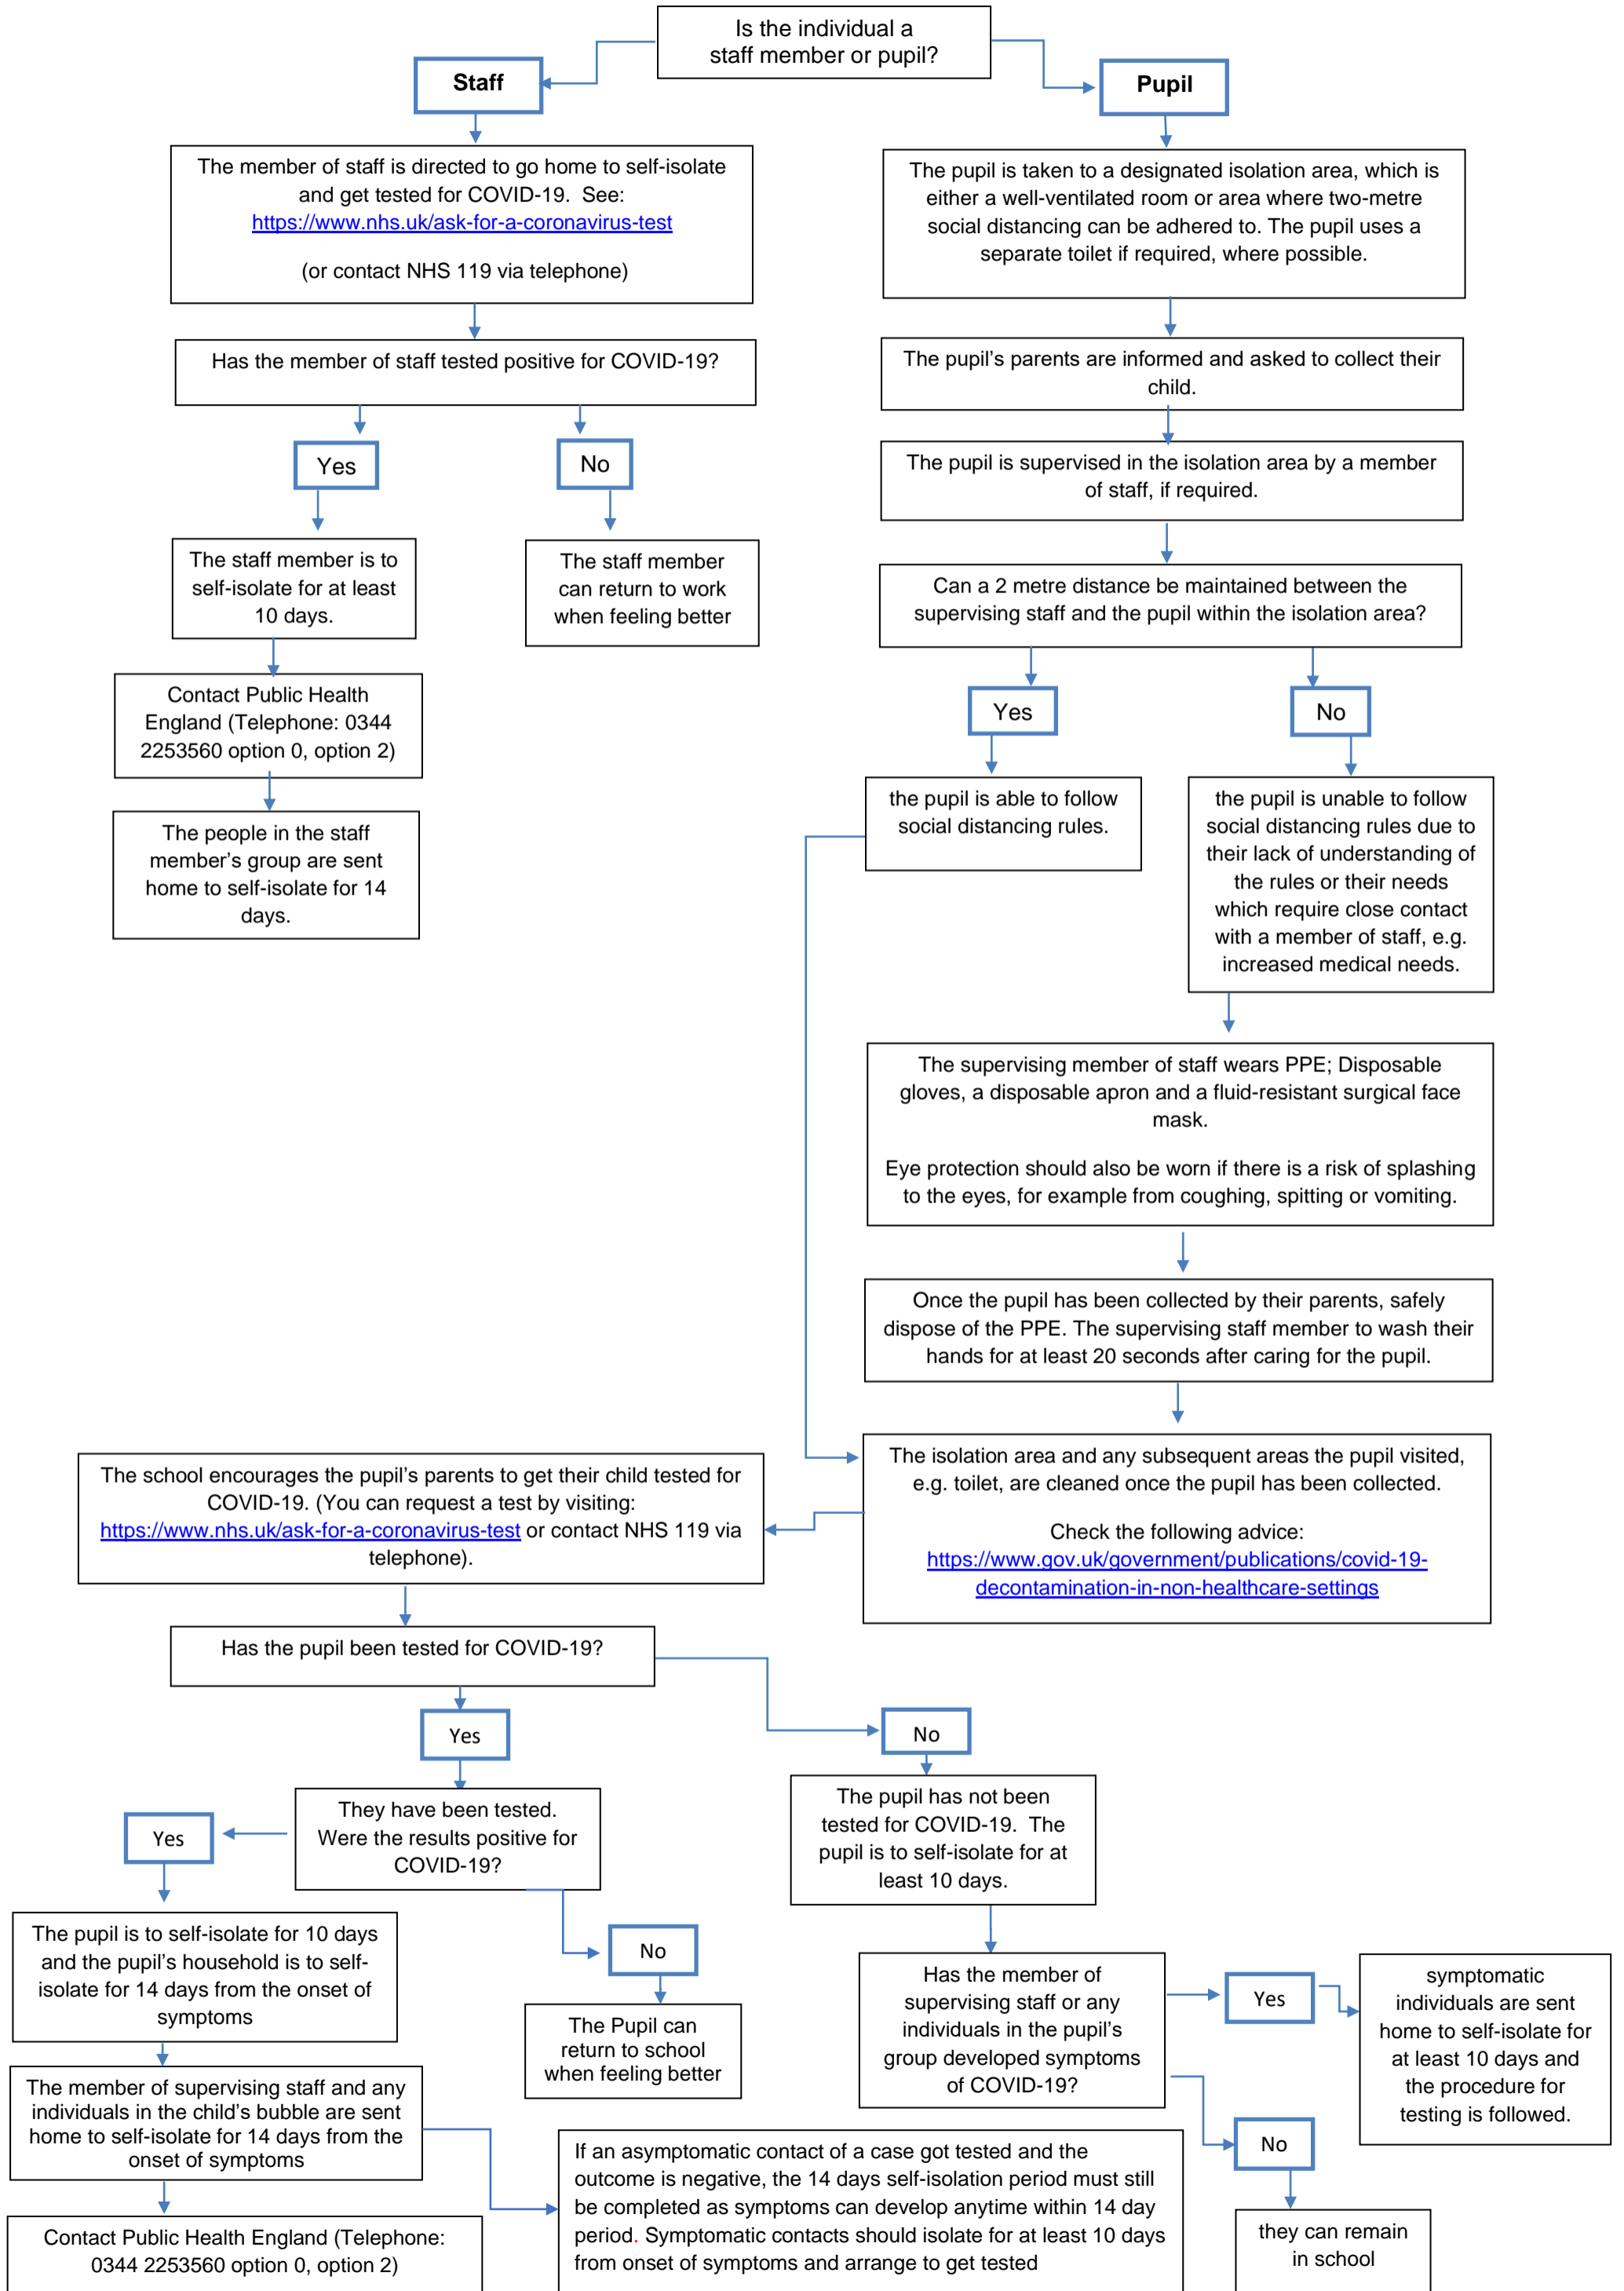 Is the individual a
staff member or pupil?
Staff
Pupil
The member of staff is directed to go home to self-isolate
and get tested for COVID-19.  See:
https://www.nhs.uk/ask-for-a-coronavirus-test
(or contact NHS 119 via telephone)
Has the member of staff tested positive for COVID-19?
Yes
No
The staff member is to
self-isolate for at least
10 days.
The staff member
can return to work
when feeling better
Contact Public Health
England (Telephone: 0344
2253560 option 0, option 2)
The people in the staff
member's group are sent
home to self-isolate for 14
days.
The pupil is taken to a designated isolation area, which is
either a well-ventilated room or area where two-metre
social distancing can be adhered to. The pupil uses a
separate toilet if required, where possible.
The pupil's parents are informed and asked to collect their
child.
The pupil is supervised in the isolation area by a member
of staff, if required.
Can a 2 metre distance be maintained between the
supervising staff and the pupil within the isolation area?
Yes
No
the pupil is able to follow
social distancing rules.
the pupil is unable to follow
social distancing rules due to
their lack of understanding of
the rules or their needs
which require close contact
with a member of staff, e.g.
increased medical needs.
The supervising member of staff wears PPE; Disposable
gloves, a disposable apron and a fluid-resistant surgical face
mask.
Eye protection should also be worn if there is a risk of splashing
to the eyes, for example from coughing, spitting or vomiting.
Once the pupil has been collected by their parents, safely
dispose of the PPE. The supervising staff member to wash their
hands for at least 20 seconds after caring for the pupil.
The isolation area and any subsequent areas the pupil visited,
e.g. toilet, are cleaned once the pupil has been collected.
Check the following advice:
https://www.gov.uk/government/publications/covid-19-
decontamination-in-non-healthcare-settings
The school encourages the pupil's parents to get their child tested for
COVID-19. (You can request a test by visiting:
https://www.nhs.uk/ask-for-a-coronavirus-test or contact NHS 119 via
telephone).
Has the pupil been tested for COVID-19?
Yes
No
They have been tested.
Were the results positive for
COVID-19?
Yes
No
The pupil is to self-isolate for 10 days
and the pupil's household is to self-
isolate for 14 days from the onset of
symptoms
The Pupil can
return to school
when feeling better
The member of supervising staff and any
individuals in the child's bubble are sent
home to self-isolate for 14 days from the
onset of symptoms
Contact Public Health England (Telephone:
0344 2253560 option 0, option 2)
If an asymptomatic contact of a case got tested and the
outcome is negative, the 14 days self-isolation period must still
be completed as symptoms can develop anytime within 14 day
period. Symptomatic contacts should isolate for at least 10 days
from onset of symptoms and arrange to get tested
The pupil has not been
tested for COVID-19.  The
pupil is to self-isolate for at
least 10 days.
Has the member of
supervising staff or any
individuals in the pupil's
group developed symptoms
of COVID-19?
Yes
symptomatic
individuals are sent
home to self-isolate for
at least 10 days and
the procedure for
testing is followed.
No
they can remain
in school